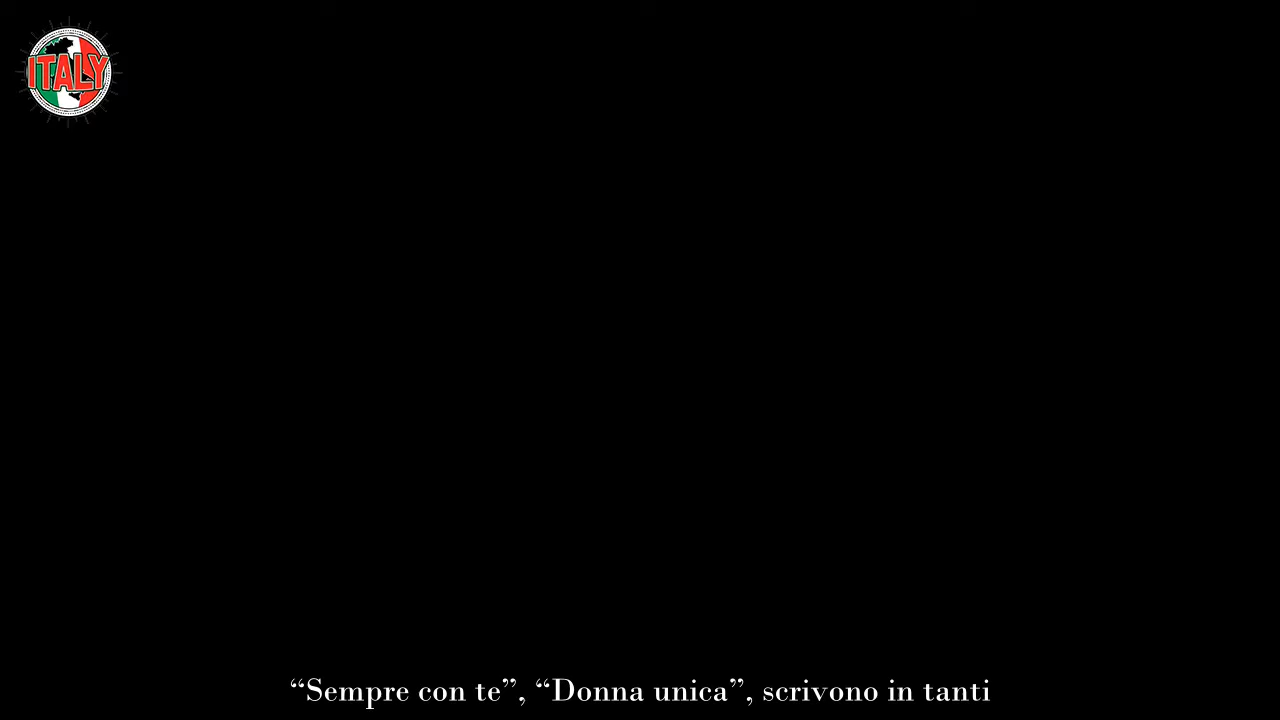 ITALY
“Sempre con te”, “Donna unica”, scrivono in tanti